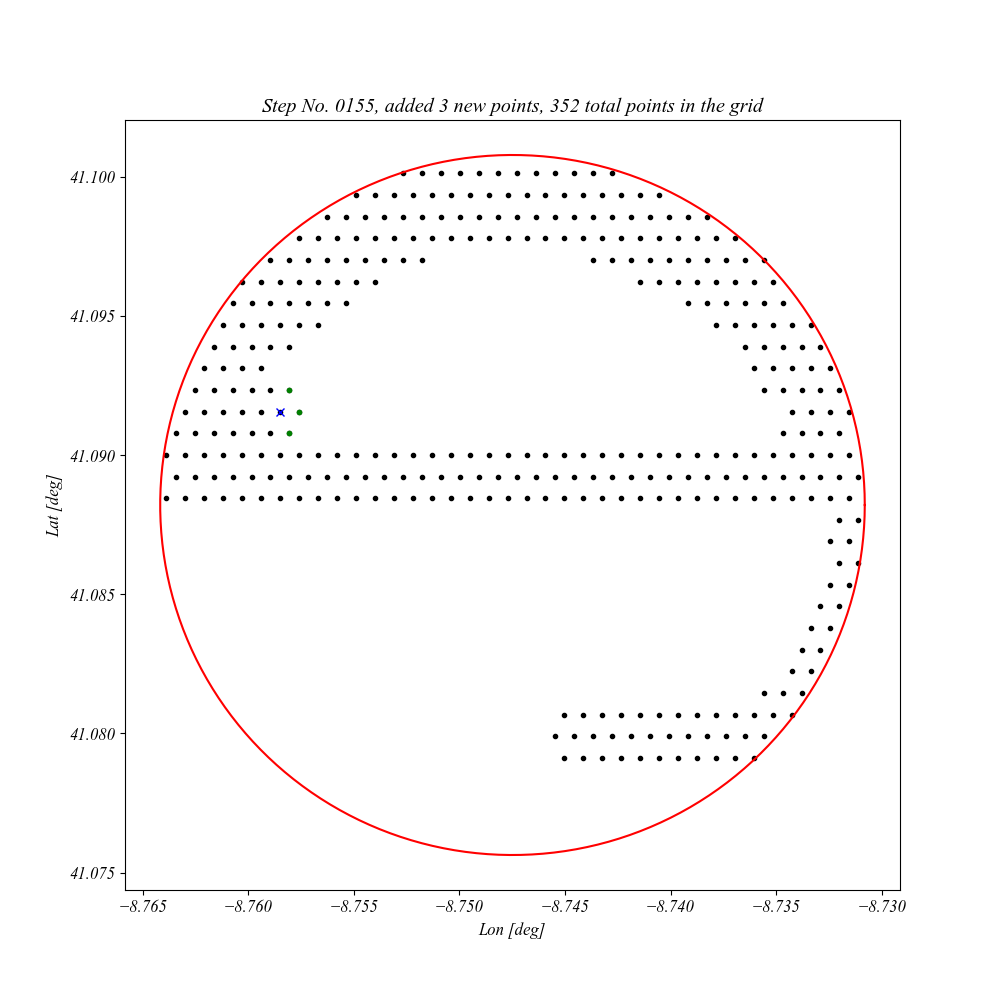 Step No. 0155, added 3 new points, 352 total points in the grid
41.100
41.095
41.090
41.085
41.080
41.075
Lat [deg]
−8.765 −8.760 −8.755 −8.750 −8.745 −8.740 −8.735 −8.730
Lon [deg]